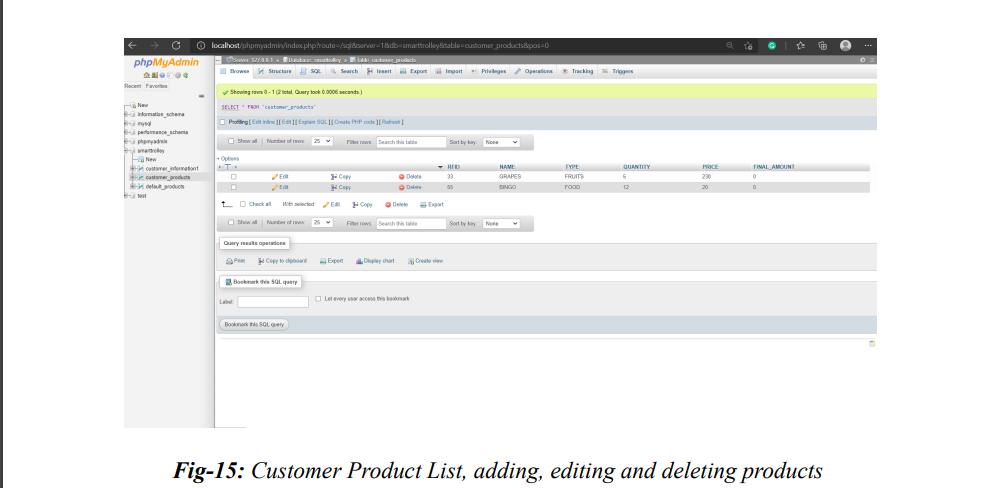 localhost/phpmyadmin/index.php?route=/sql&server=1&db=smarttrolley&table=customer_products&pos=0
phpMyAdmin
Server: 127.0.0.1 » Database: smarttrolley » Table: customer_products
Browse Structure SQL Search Insert Export Import Privileges Operations Tracking Triggers
Recent Favorites
New
information_schema
mysql
performance_schema
phpmyadmin
smarttrolley
New
customer_information1
customer_products
default_products
test
Showing rows 0 - 1 (2 total, Query took 0.0006 seconds.)
SELECT * FROM `customer_products`
Profiling [ Edit inline ] [ Edit ] [ Explain SQL ] [ Create PHP code ] [ Refresh ]
Show all Number of rows: 25 Filter rows: Search this table Sort by key: None
+ Options
RFID NAME TYPE QUANTITY PRICE FINAL_AMOUNT
Edit Copy Delete 33 GRAPES FRUITS 5 230 0
Edit Copy Delete 55 BINGO FOOD 12 20 0
Check all With selected: Edit Copy Delete Export
Show all Number of rows: 25 Filter rows: Search this table Sort by key: None
Query results operations
Print Copy to clipboard Export Display chart Create view
Bookmark this SQL query
Label: Let every user access this bookmark
Bookmark this SQL query
Fig-15: Customer Product List, adding, editing and deleting products